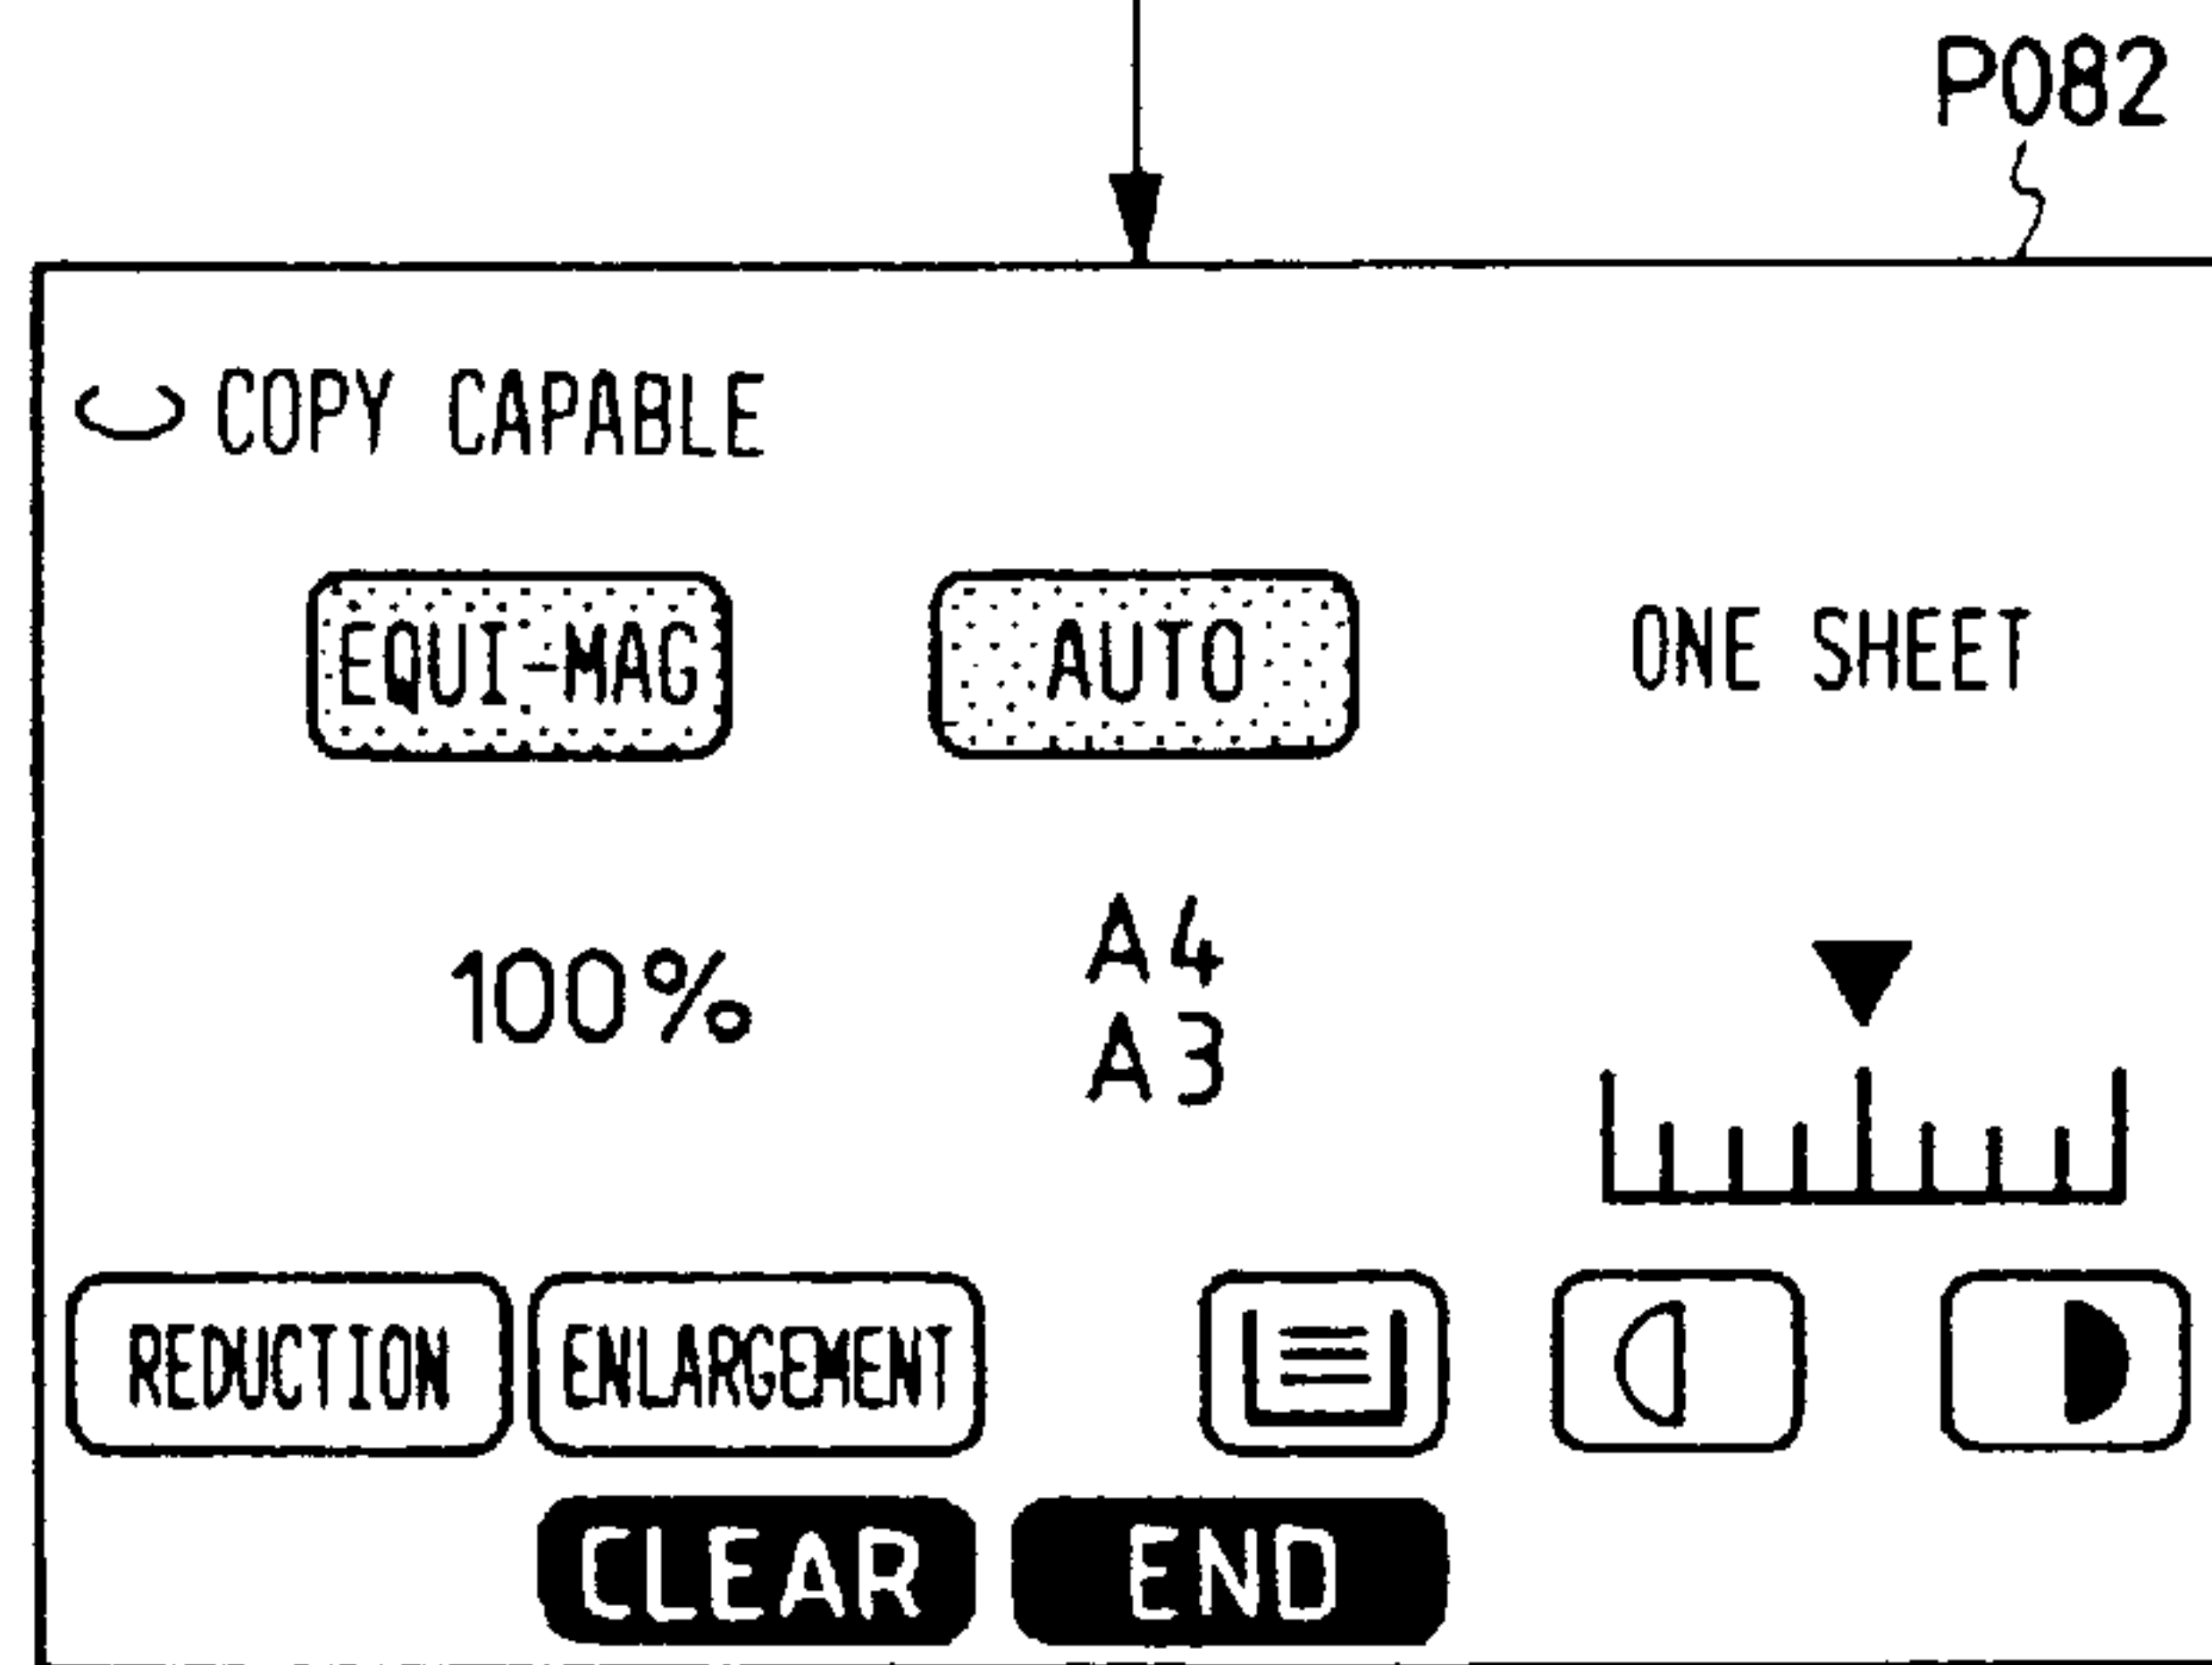 P082
COPY CAPABLE
EQUI-MAG AUTO ONE SHEET
100%
A4
A3
REDUCTION ENLARGEMENT
CLEAR END